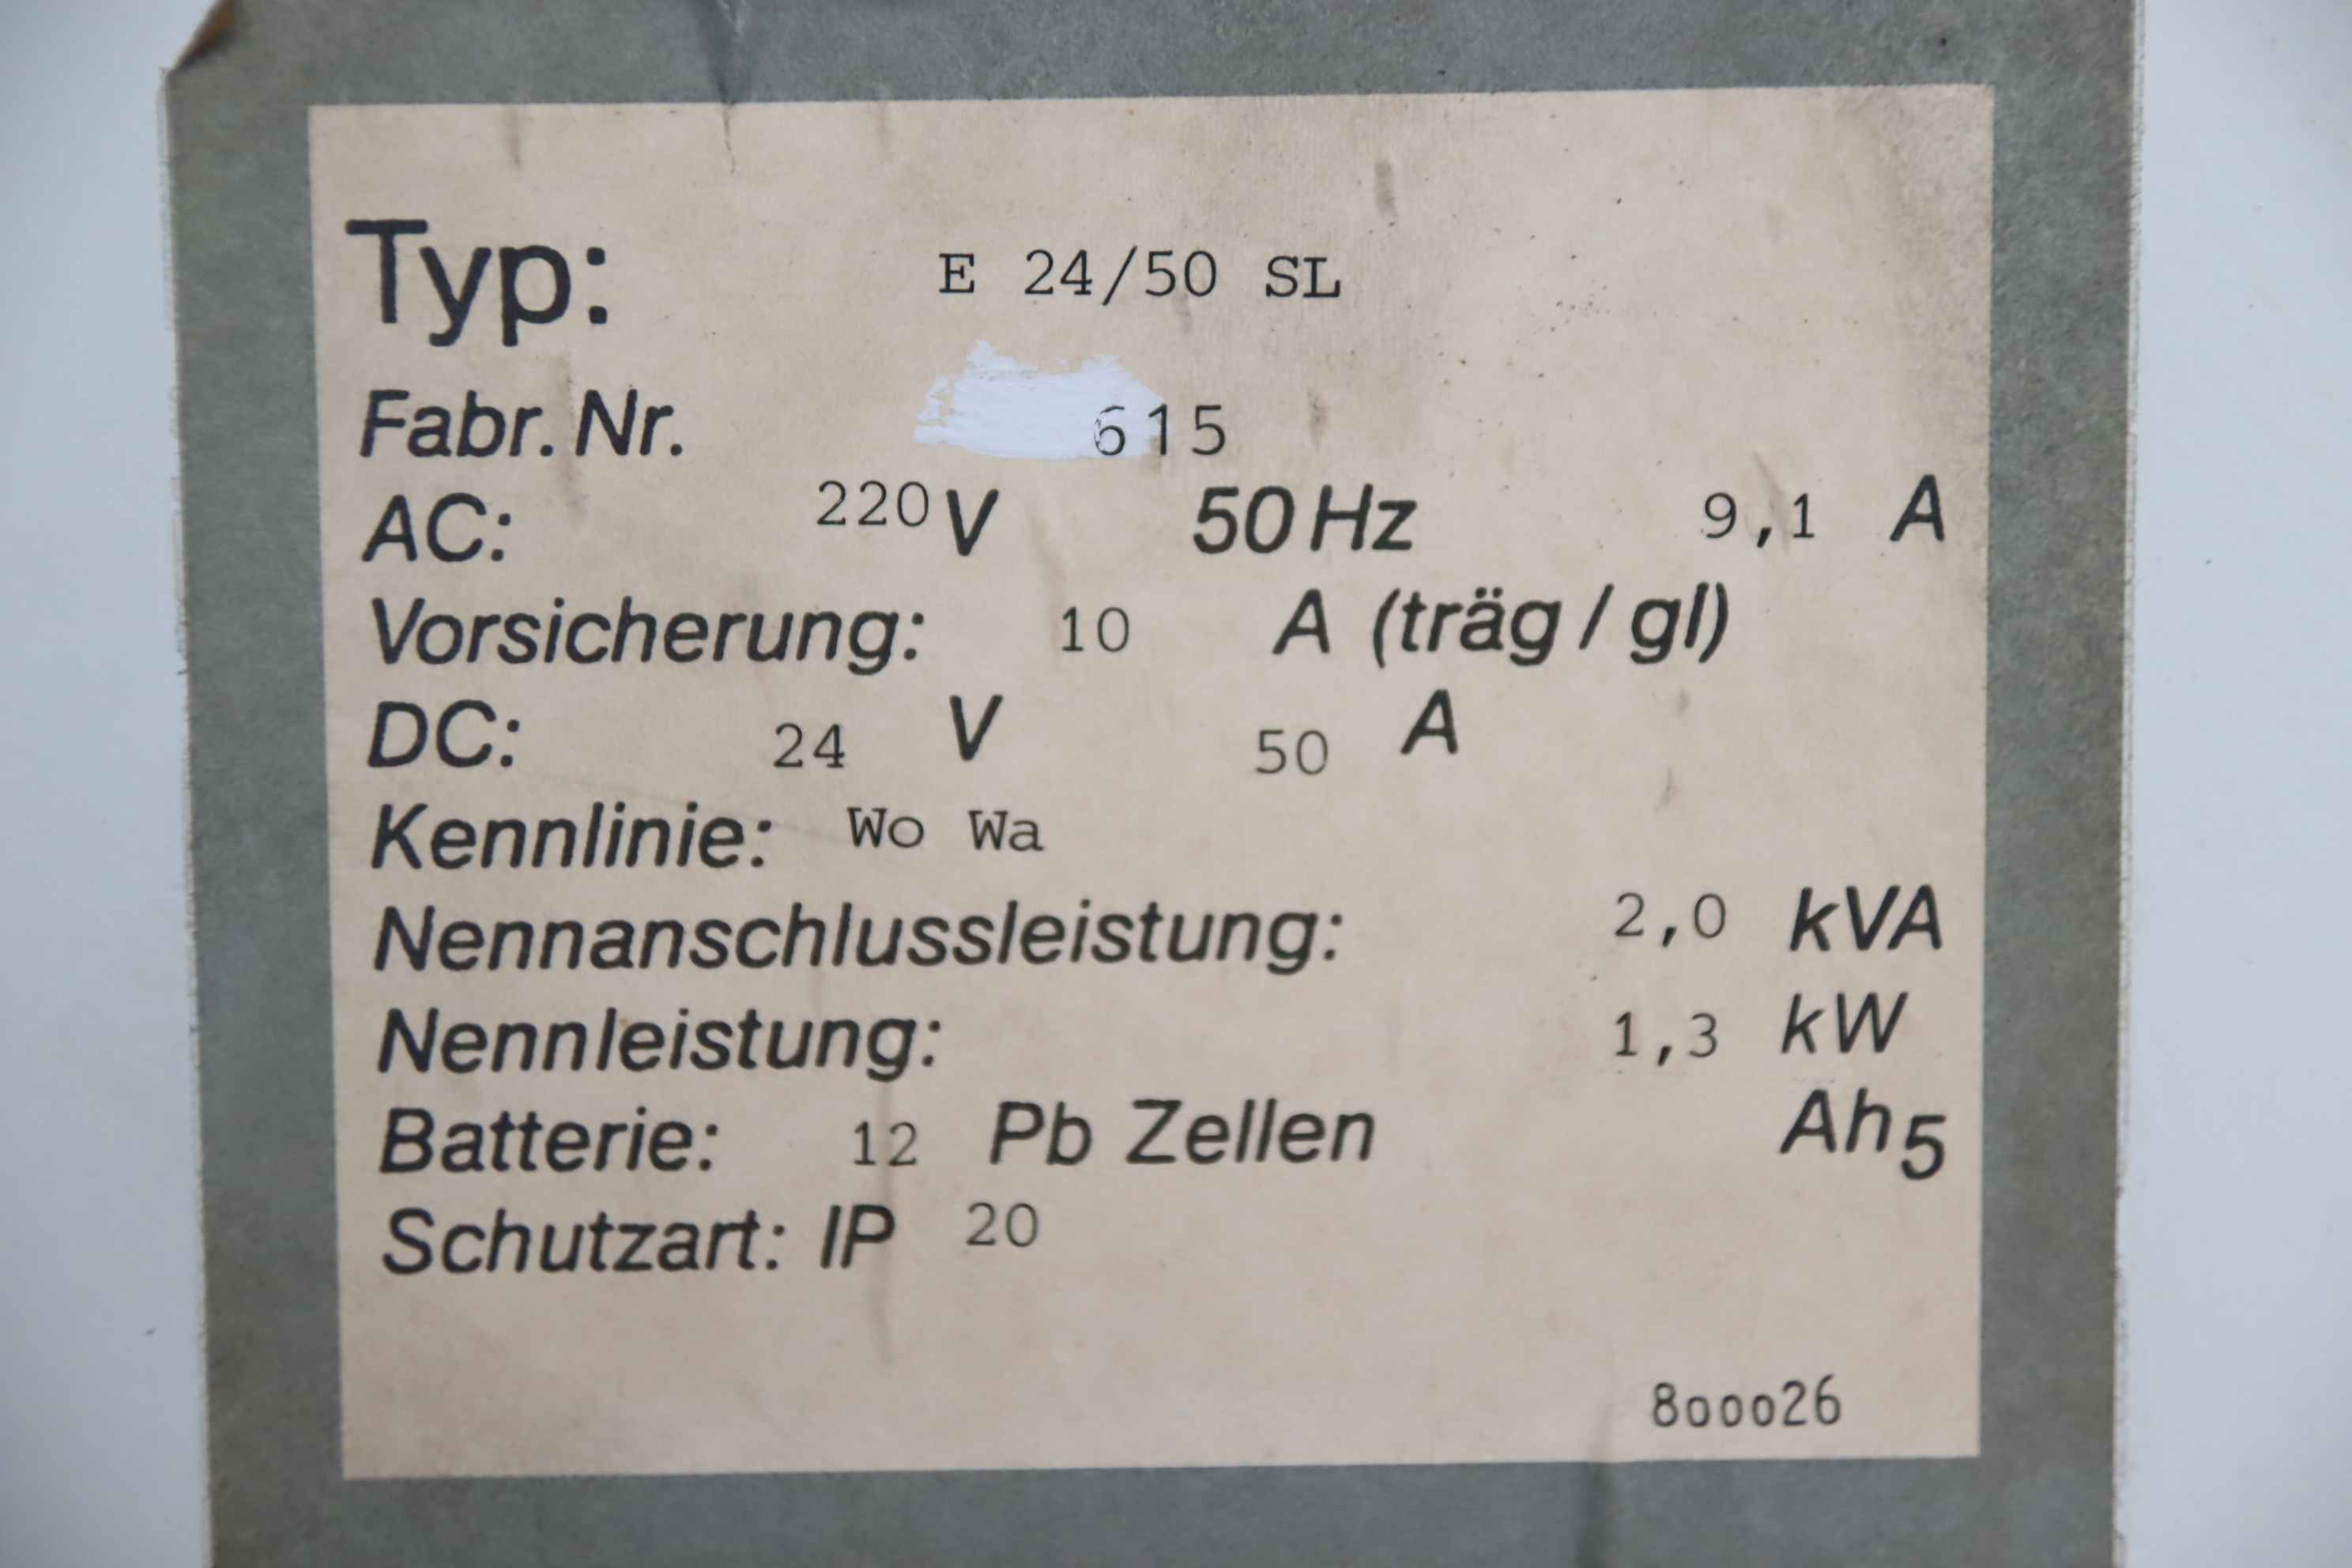 Typ: E 24/50 SL
Fabr. Nr. 615
AC: 220 V 50 Hz 9,1 A
Vorsicherung: 10 A (träg / gl)
DC: 24 V 50 A
Kennlinie: Wo Wa
Nennanschlussleistung: 2,0 kVA
Nennleistung: 1,3 kW
Batterie: 12 Pb Zellen Ah5
Schutzart: IP 20
800026